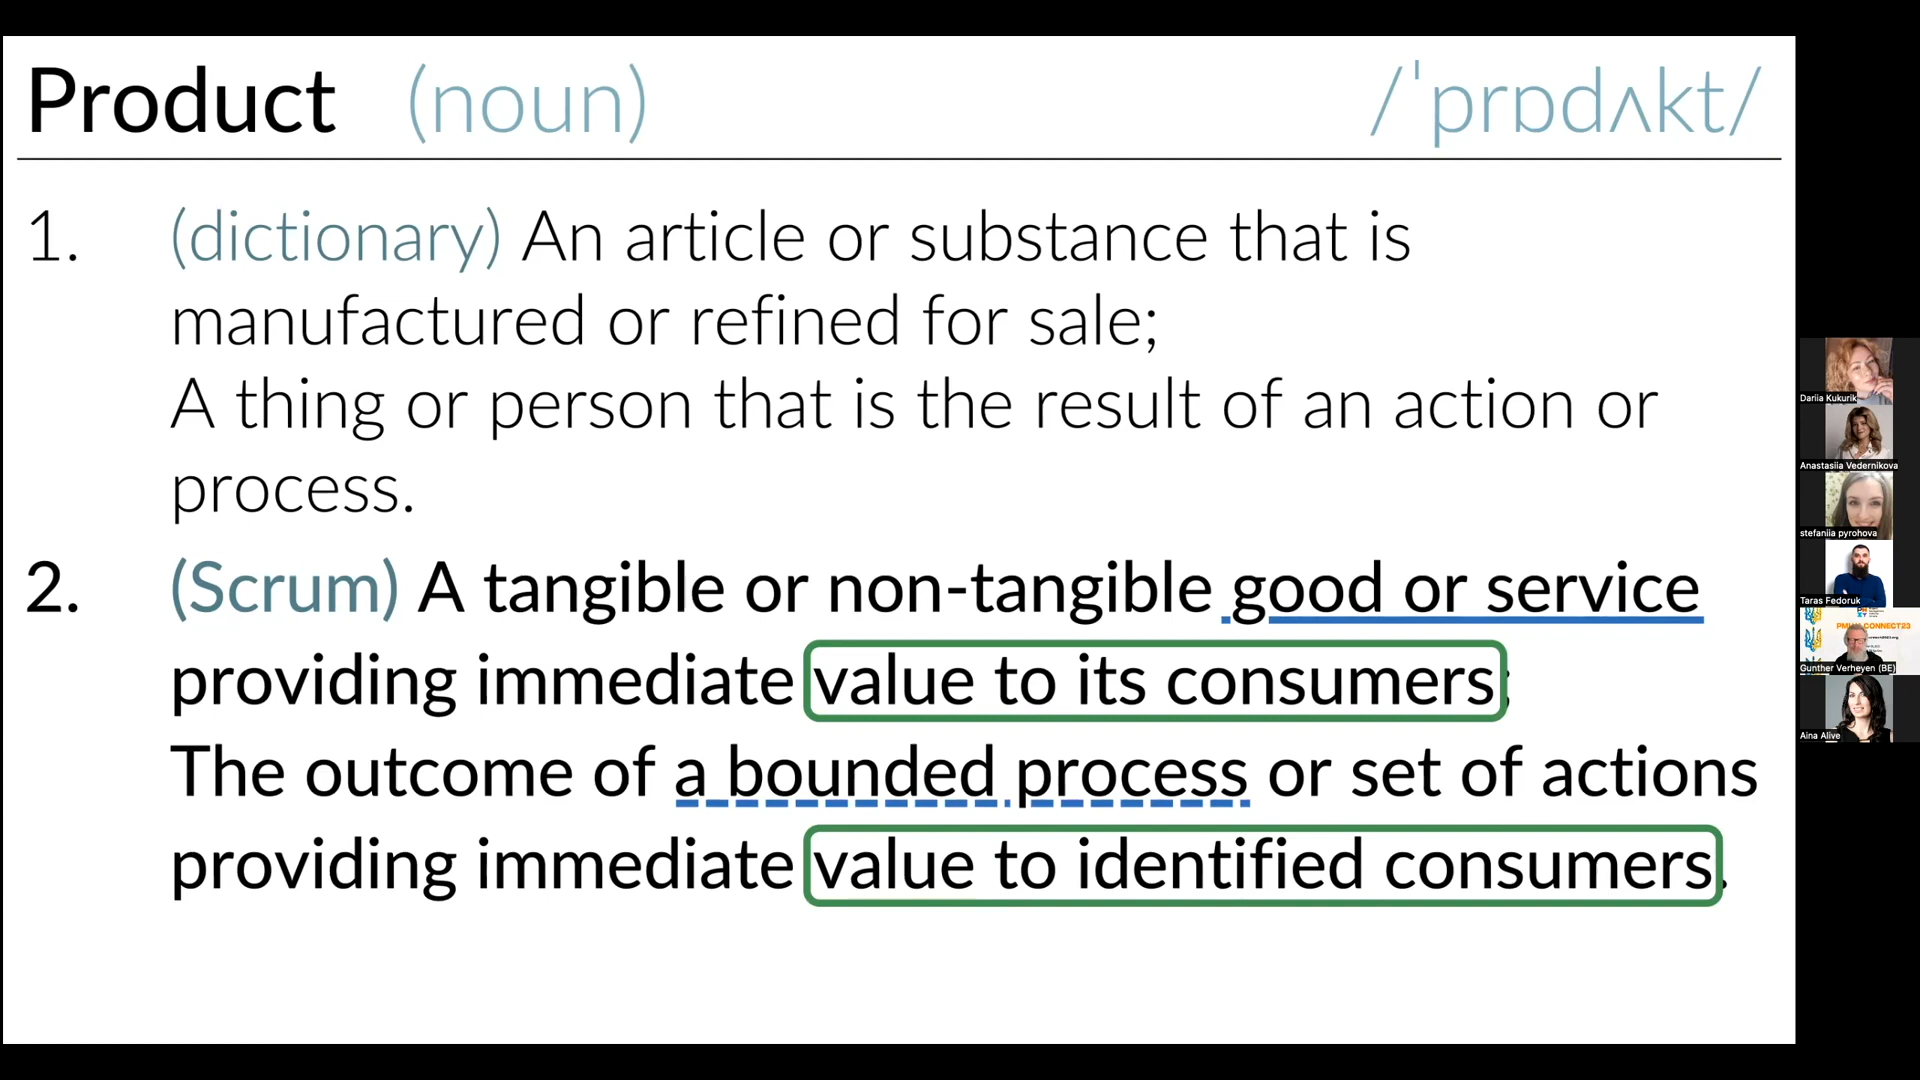 Product (noun) /ˈprɒdʌkt/
1. (dictionary) An article or substance that is
manufactured or refined for sale;
A thing or person that is the result of an action or
process.
2. (Scrum) A tangible or non-tangible good or service
providing immediate value to its consumers;
The outcome of a bounded process or set of actions
providing immediate value to identified consumers.
Dariia Kukurik
Anastasiia Vedernikova
stefaniia pyrohova
Taras Fedoruk
CONNECT23
Gunther Verheyen (BE)
Aina Alive